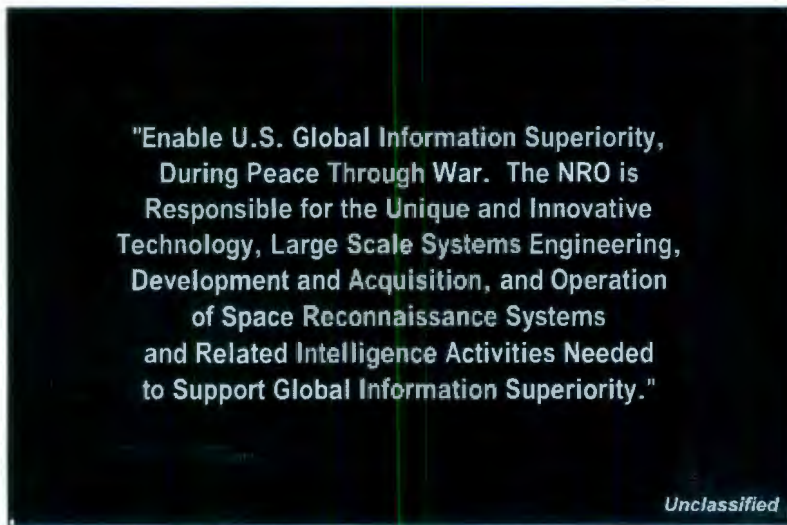 "Enable U.S. Global Information Superiority,
During Peace Through War. The NRO is
Responsible for the Unique and Innovative
Technology, Large Scale Systems Engineering,
Development and Acquisition, and Operation
of Space Reconnaissance Systems
and Related Intelligence Activities Needed
to Support Global Information Superiority."
Unclassified